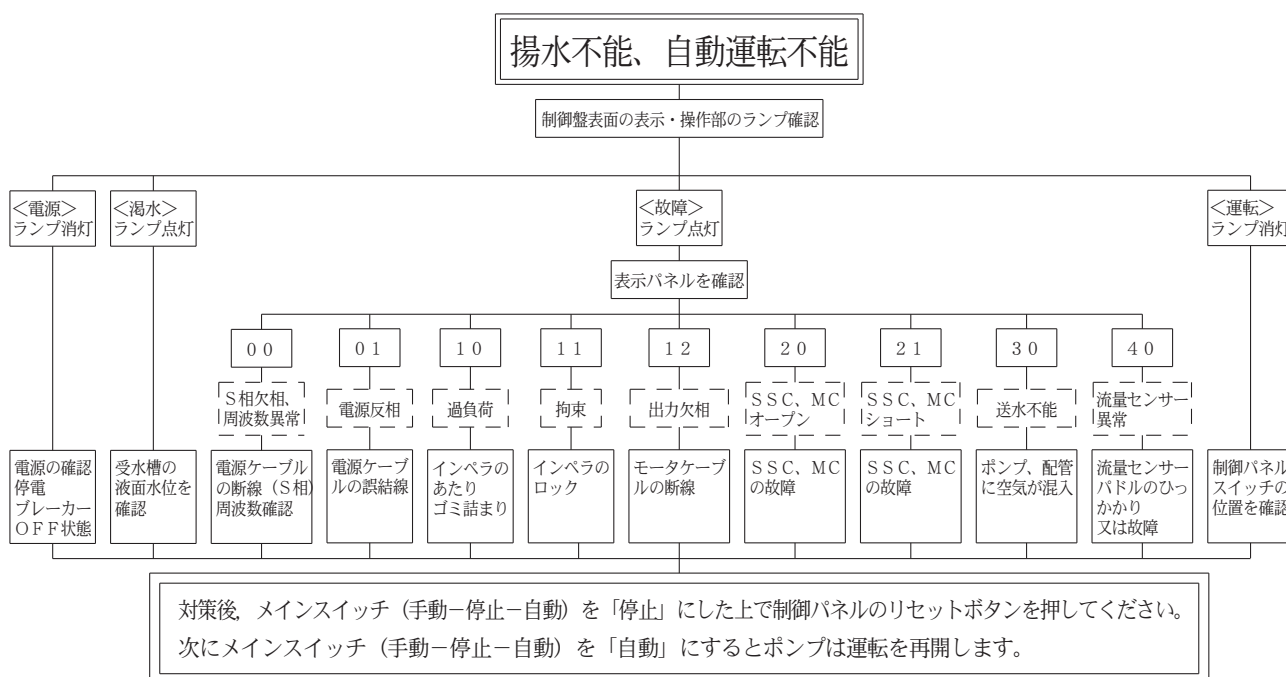 揚水不能、自動運転不能
制御盤表面の表示・操作部のランプ確認
＜電源＞
ランプ消灯
＜渇水＞
ランプ点灯
＜故障＞
ランプ点灯
＜運転＞
ランプ消灯
表示パネルを確認
００
０１
１０
１１
１２
２０
２１
３０
４０
Ｓ相欠相、
周波数異常
電源反相
過負荷
拘束
出力欠相
ＳＳＣ、ＭＣ
オープン
ＳＳＣ、ＭＣ
ショート
送水不能
流量センサー
異常
電源の確認
停電
ブレーカー
ＯＦＦ状態
受水槽の
液面水位を
確認
電源ケーブル
の断線（Ｓ相）
周波数確認
電源ケーブ
ルの誤結線
インペラの
あたり
ゴミ詰まり
インペラの
ロック
モータケーブ
ルの断線
ＳＳＣ、ＭＣ
の故障
ＳＳＣ、ＭＣ
の故障
ポンプ、配管
に空気が混入
流量センサー
パドルのひっ
かかり
又は故障
制御パネル
スイッチの
位置を確認
対策後，メインスイッチ（手動－停止－自動）を「停止」にした上で制御パネルのリセットボタンを押してください。
次にメインスイッチ（手動－停止－自動）を「自動」にするとポンプは運転を再開します。